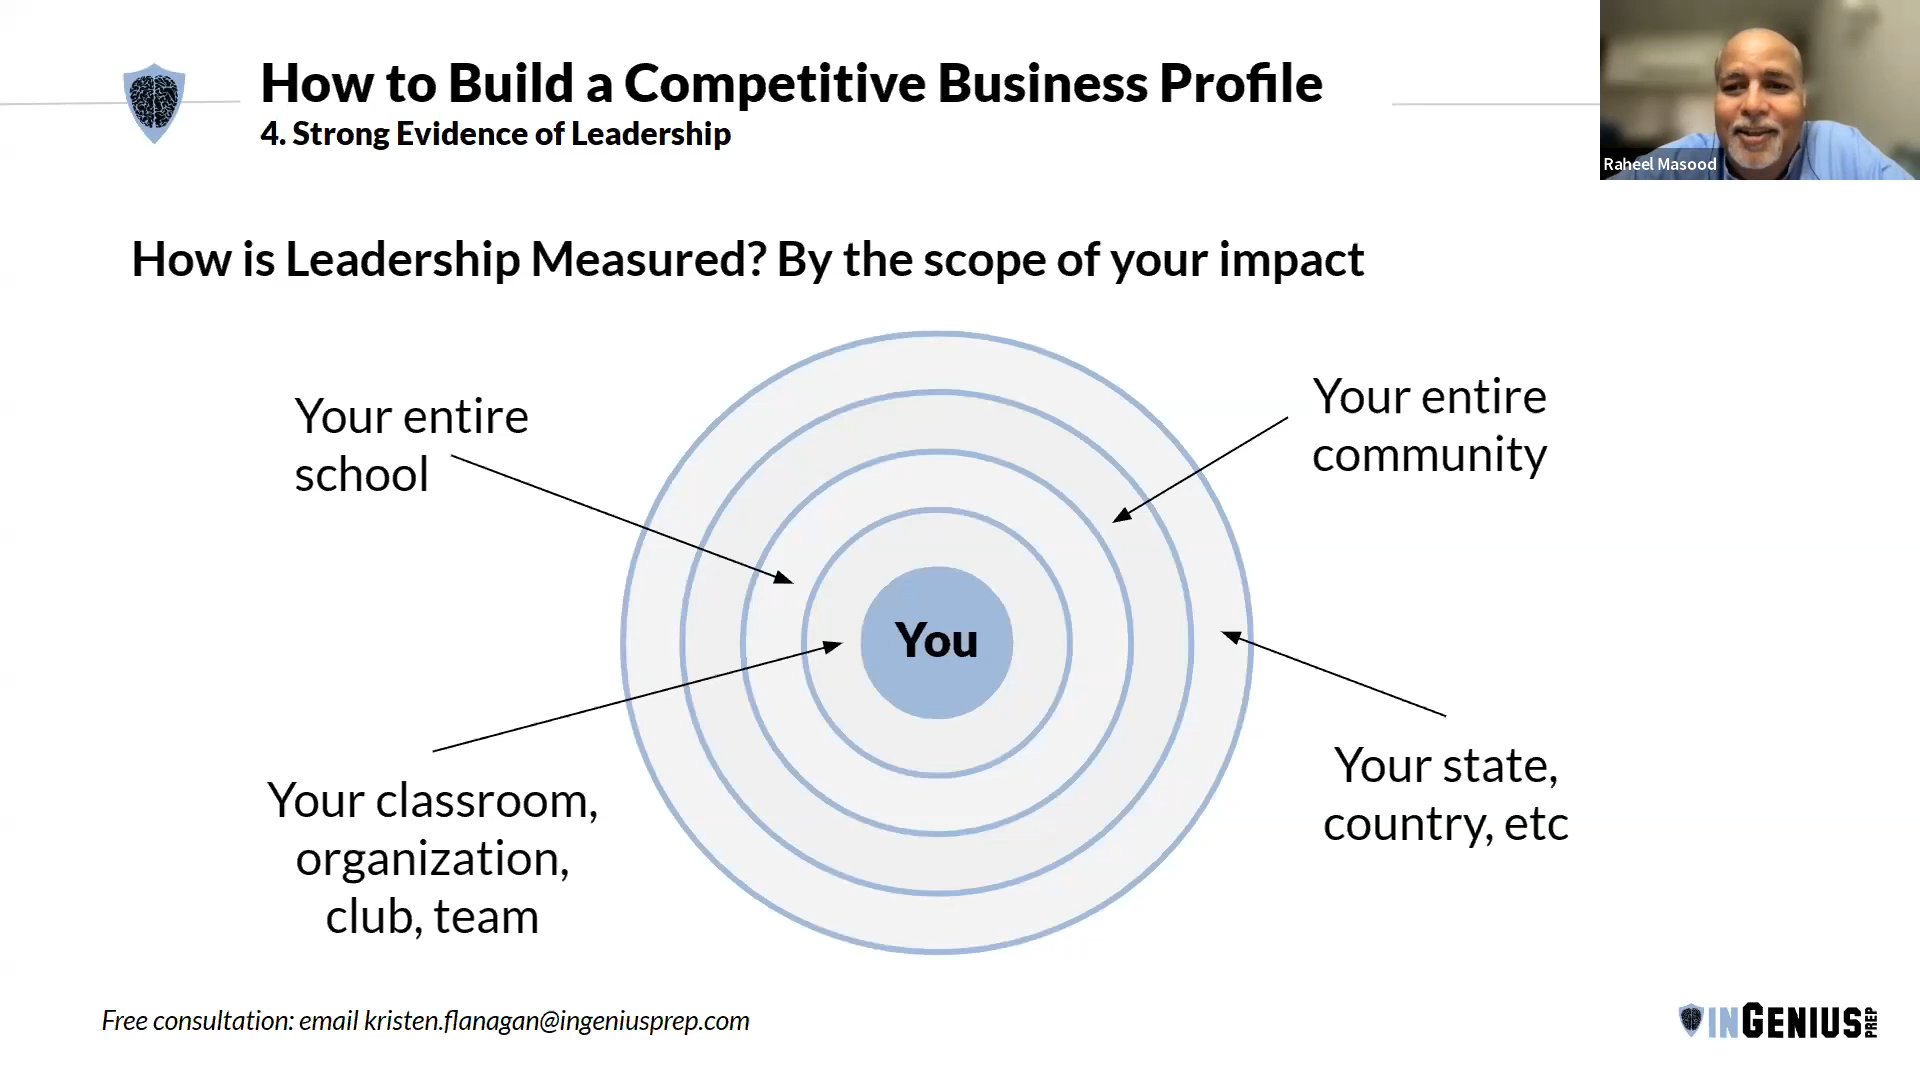 How to Build a Competitive Business Profile
4. Strong Evidence of Leadership
Raheel Masood
How is Leadership Measured? By the scope of your impact
Your entire
school
Your entire
community
You
Your classroom,
organization,
club, team
Your state,
country, etc
Free consultation: email kristen.flanagan@ingeniusprep.com
INGENIUS
PREP